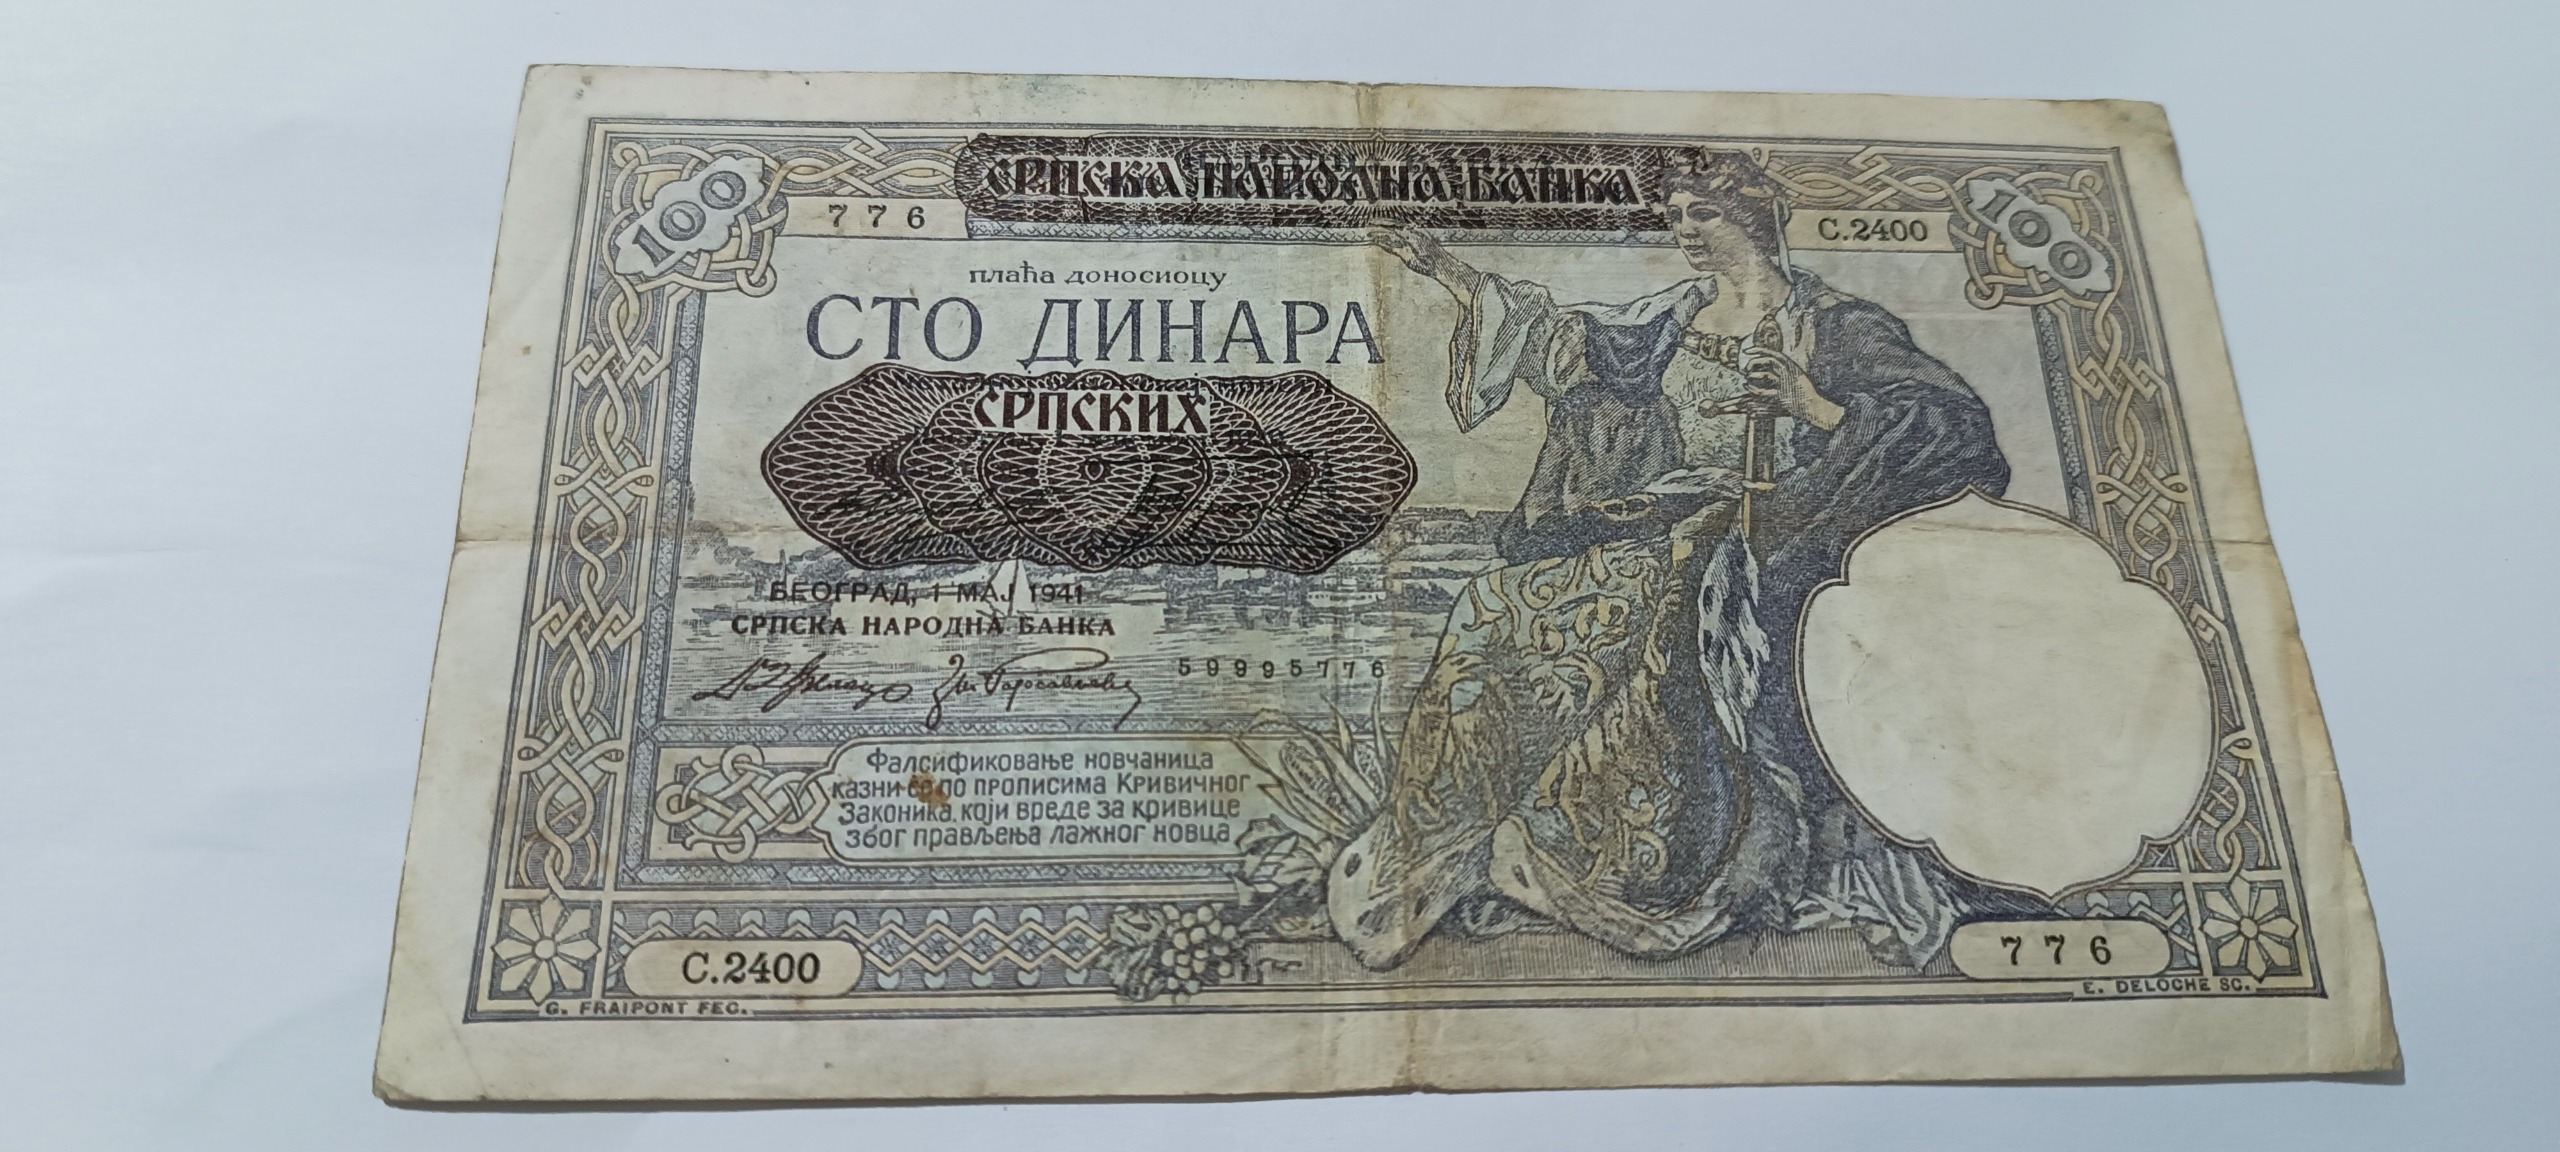 100
100
СРПСКА НАРОДНА БАНКА
776
С.2400
плаћа доносиоцу
СТО ДИНАРА
СРПСКИХ
БЕОГРАД, 1 МАЈ 1941
СРПСКА НАРОДНА БАНКА
59995776
Фалсификовање новчаница
казни се по прописима Кривичног
Законика, који вреде за кривице
због прављења лажног новца
С.2400
776
G. FRAIPONT FEC.
E. DELOCHE SC.